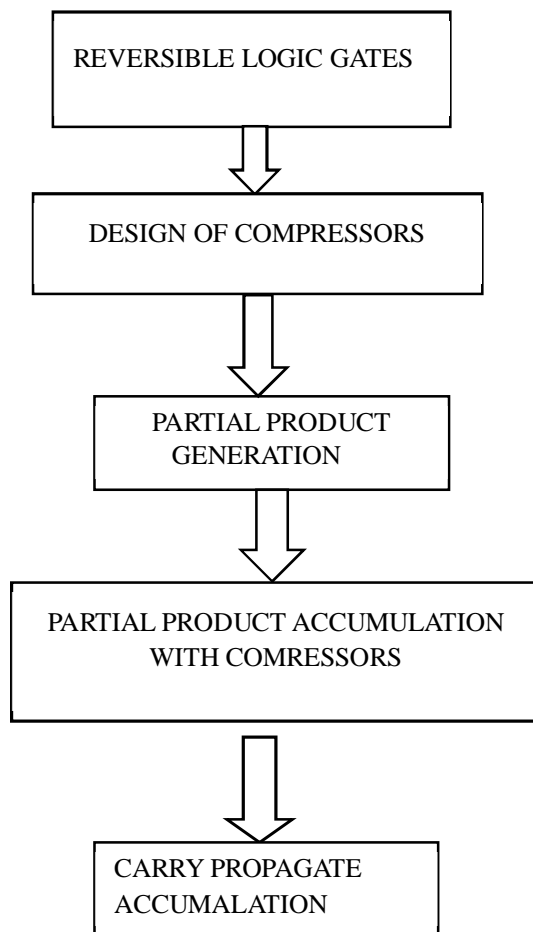 REVERSIBLE LOGIC GATES
DESIGN OF COMPRESSORS
PARTIAL PRODUCT
GENERATION
PARTIAL PRODUCT ACCUMULATION
WITH COMRESSORS
CARRY PROPAGATE
ACCUMALATION